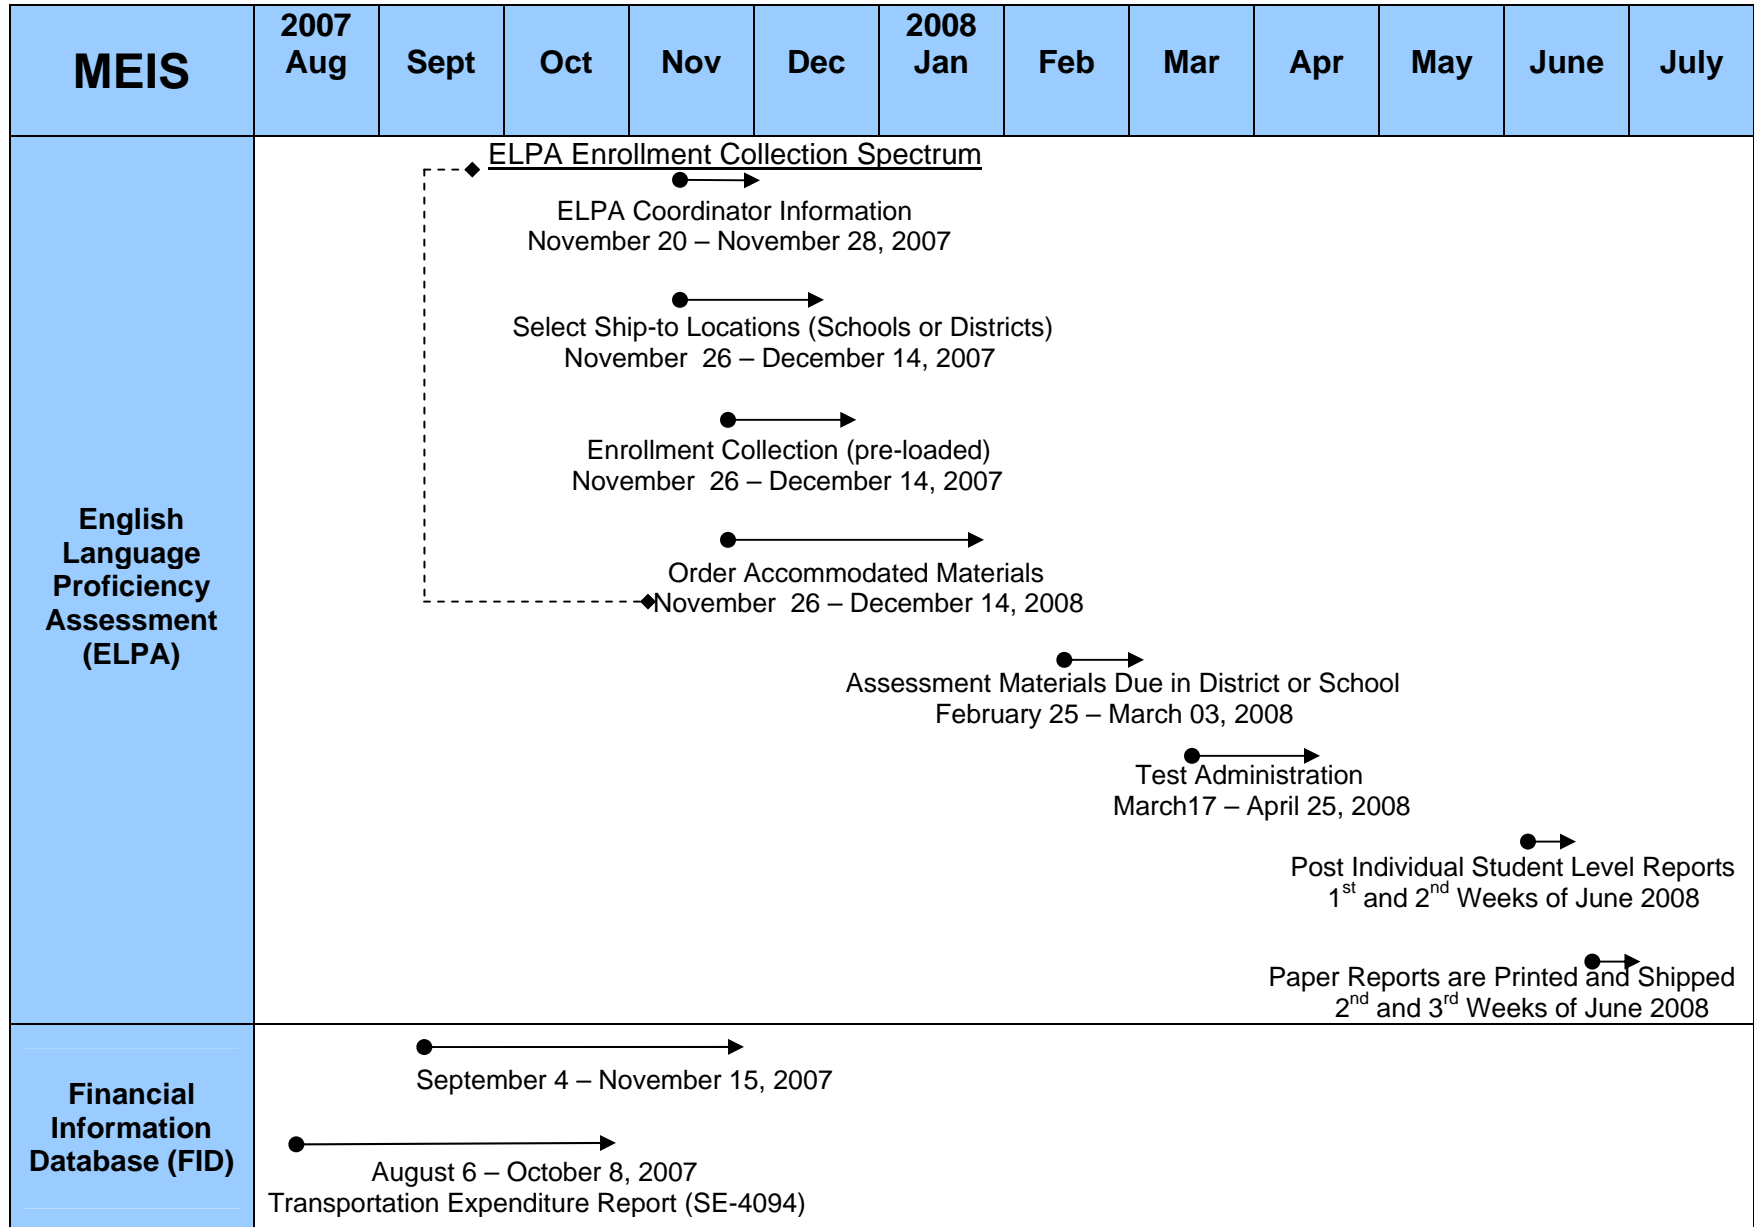 MEIS
2007
Aug
Sept
Oct
Nov
Dec
2008
Jan
Feb
Mar
Apr
May
June
July
English
Language
Proficiency
Assessment
(ELPA)
ELPA Enrollment Collection Spectrum
ELPA Coordinator Information
November 20 – November 28, 2007
Select Ship-to Locations (Schools or Districts)
November  26 – December 14, 2007
Enrollment Collection (pre-loaded)
November  26 – December 14, 2007
Order Accommodated Materials
November  26 – December 14, 2008
Assessment Materials Due in District or School
February 25 – March 03, 2008
Test Administration
March17 – April 25, 2008
Post Individual Student Level Reports
1st and 2nd Weeks of June 2008
Paper Reports are Printed and Shipped
2nd and 3rd Weeks of June 2008
Financial
Information
Database (FID)
September 4 – November 15, 2007
August 6 – October 8, 2007
Transportation Expenditure Report (SE-4094)